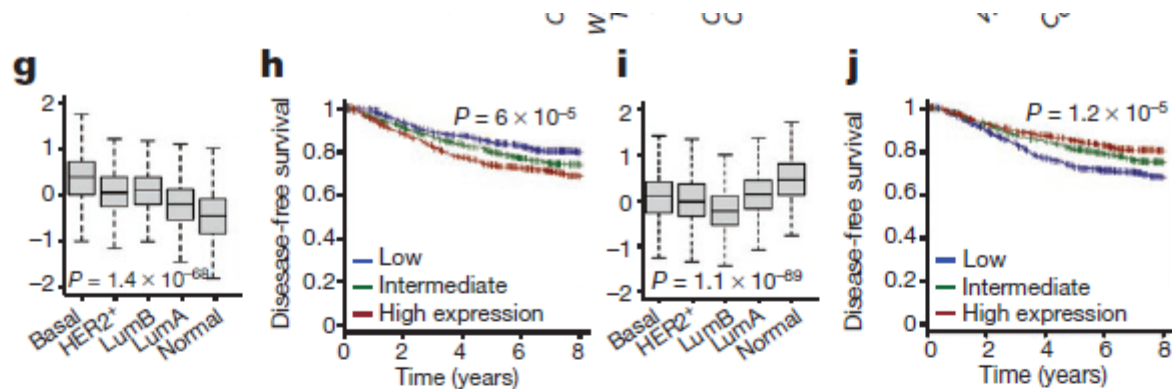 g
2
1
0
−1
−2
P = 1.4 × 10⁻⁶⁸
Basal
HER2⁺
LumB
LumA
Normal
h
Disesase-free survival
1
0.8
0.6
0.4
0.2
0
P = 6 × 10⁻⁵
Low
Intermediate
High expression
0 2 4 6 8
Time (years)
i
2
1
0
−1
−2
P = 1.1 × 10⁻⁸⁹
Basal
HER2⁺
LumB
LumA
Normal
j
Disease-free survival
1
0.8
0.6
0.4
0.2
0
P = 1.2 × 10⁻⁵
Low
Intermediate
High expression
0 2 4 6 8
Time (years)